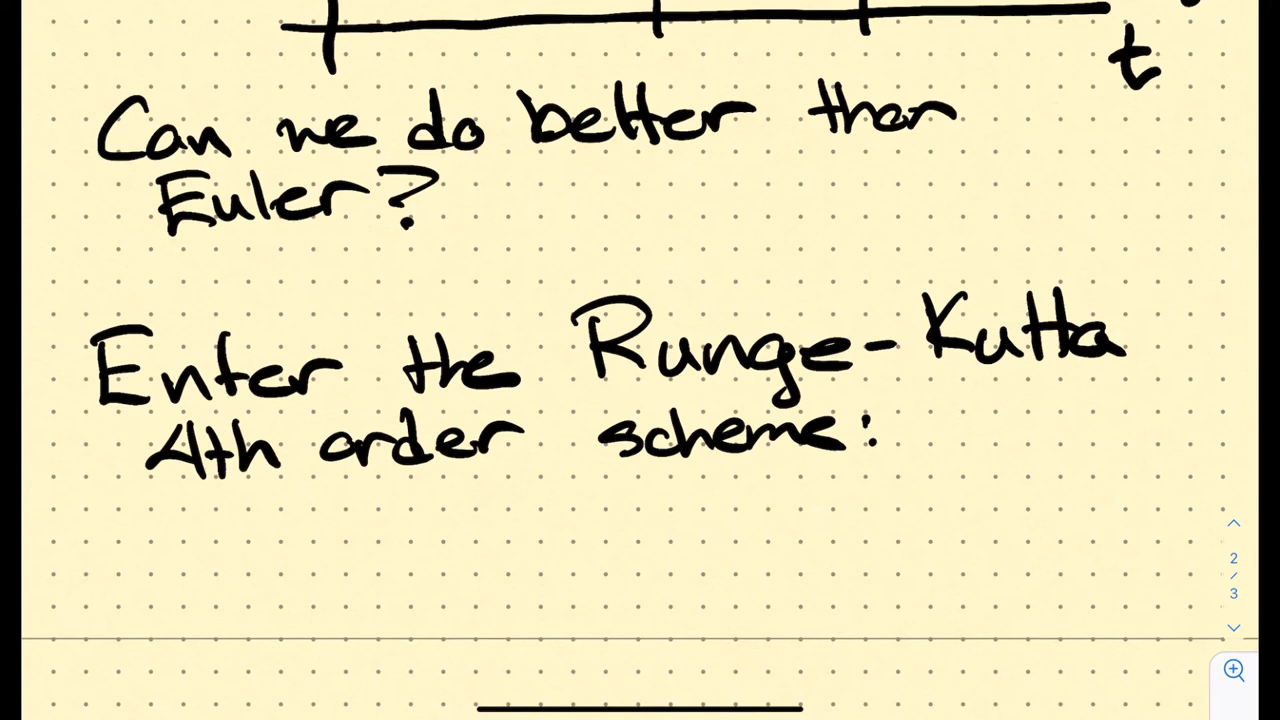 t
Can we do better than
Euler?
Enter the Runge-Kutta
4th order scheme:
2
/
3